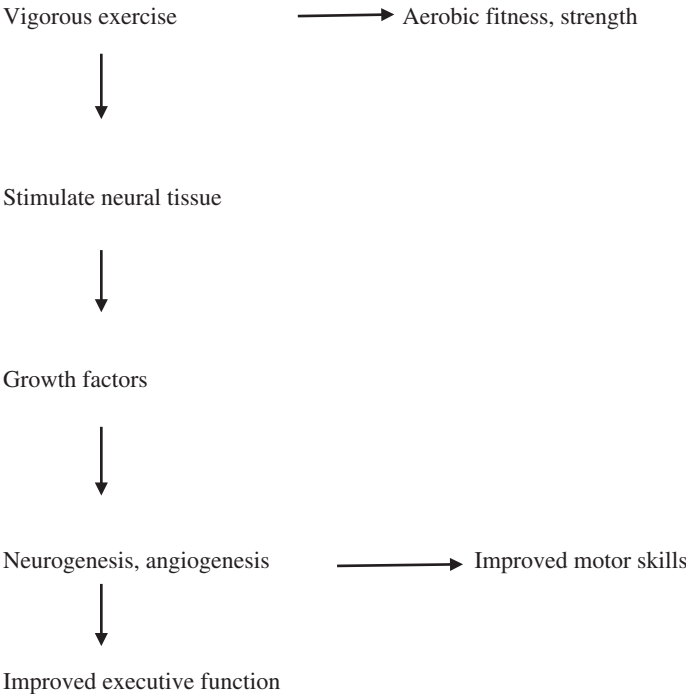 Vigorous exercise
Aerobic fitness, strength
Stimulate neural tissue
Growth factors
Neurogenesis, angiogenesis
Improved motor skills
Improved executive function